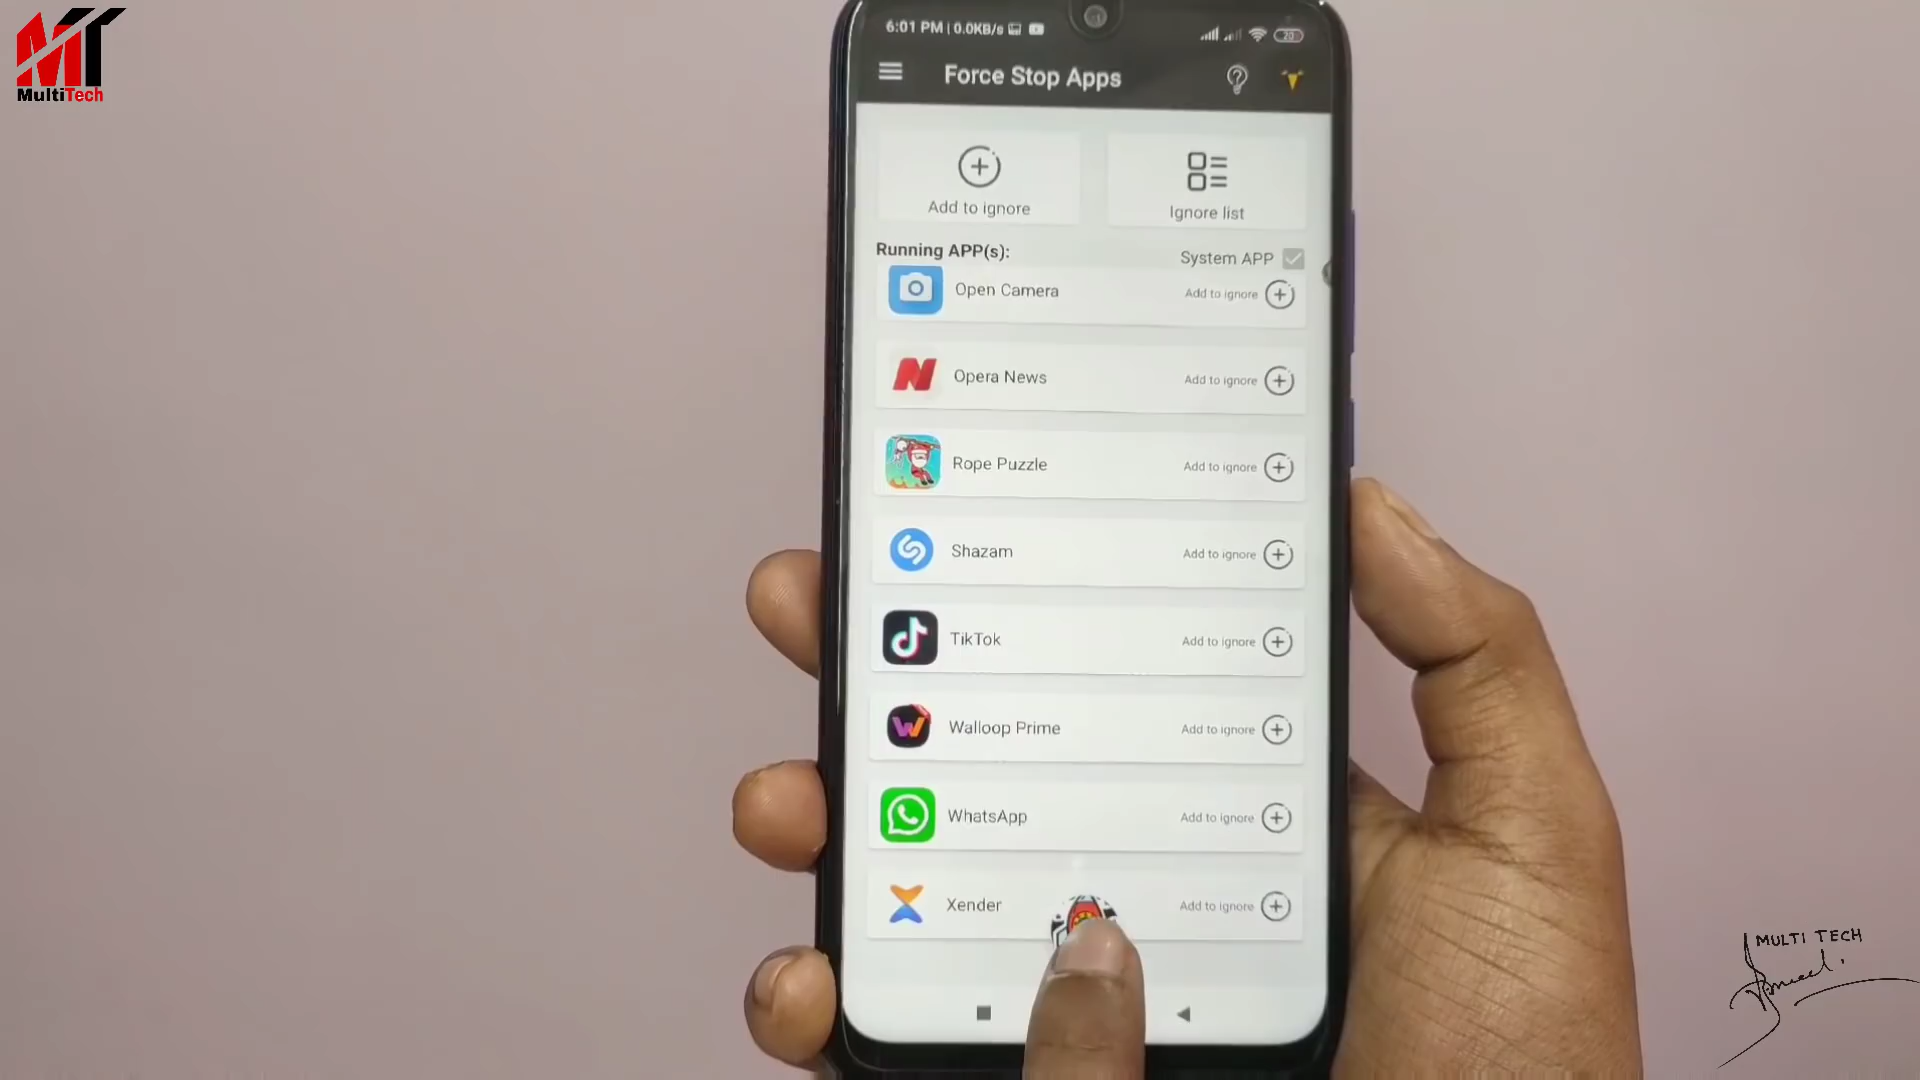 MT
MultiTech
6:01 PM | 0.0KB/s
20
Force Stop Apps
Add to ignore
Ignore list
Running APP(s):
System APP
Open Camera
Add to ignore
Opera News
Add to ignore
Rope Puzzle
Add to ignore
Shazam
Add to ignore
TikTok
Add to ignore
Walloop Prime
Add to ignore
WhatsApp
Add to ignore
Xender
Add to ignore
MULTI TECH